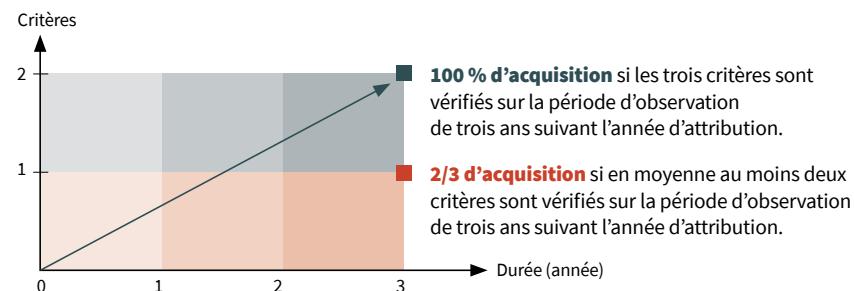 Critères
2
100 % d’acquisition si les trois critères sont
vérifiés sur la période d’observation
de trois ans suivant l’année d’attribution.
1
2/3 d’acquisition si en moyenne au moins deux
critères sont vérifiés sur la période d’observation
de trois ans suivant l’année d’attribution.
Durée (année)
0 1 2 3